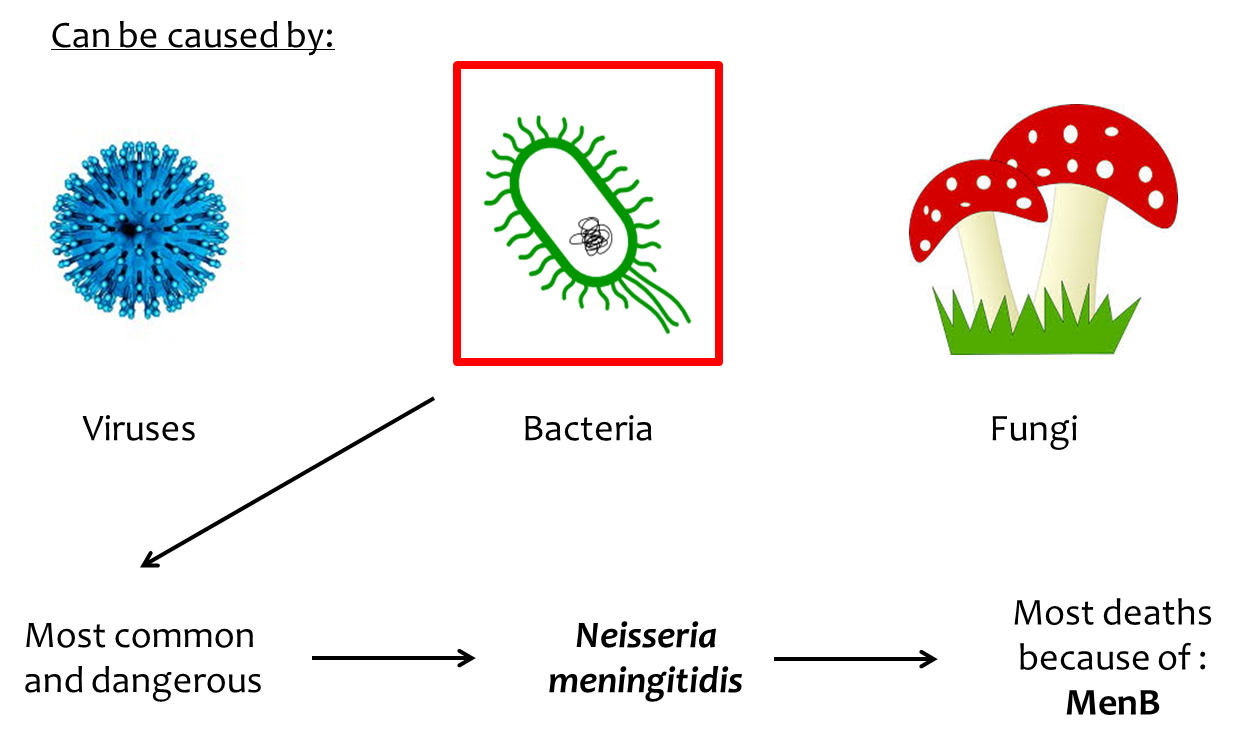 Can be caused by:
Viruses
Bacteria
Fungi
Most common
and dangerous
Neisseria
meningitidis
Most deaths
because of :
MenB